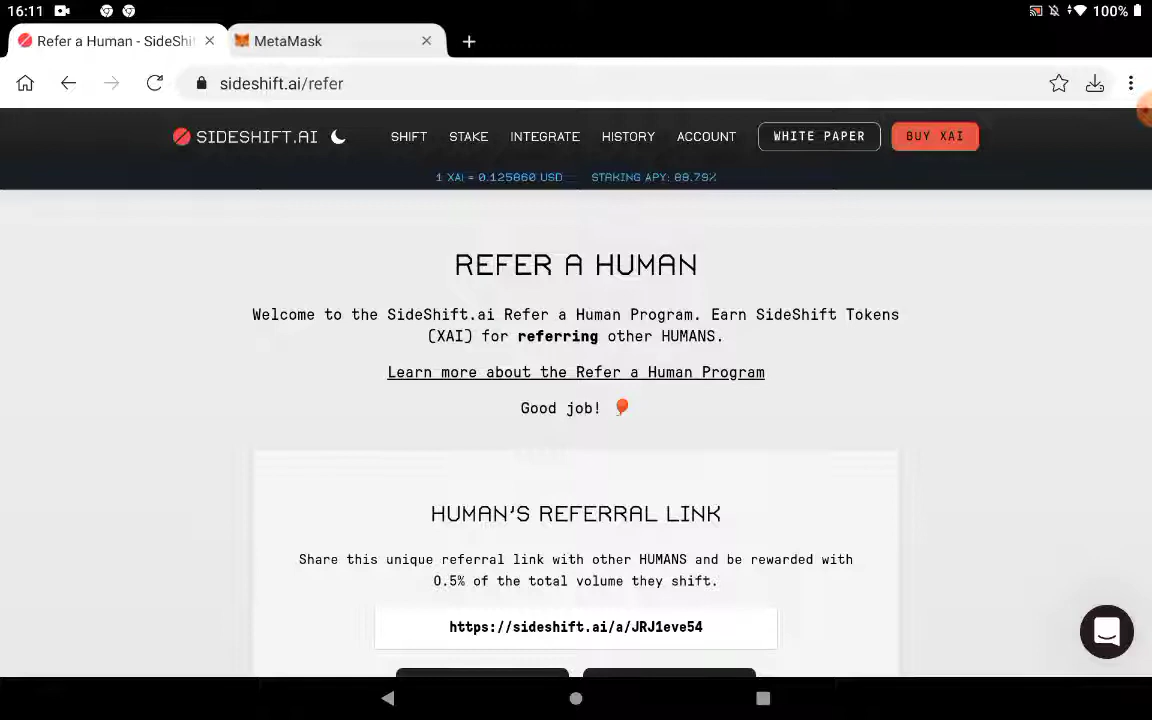 16:11
100%
Refer a Human - SideShi
MetaMask
sideshift.ai/refer
SIDESHIFT.AI
SHIFT
STAKE
INTEGRATE
HISTORY
ACCOUNT
WHITE PAPER
BUY XAI
1 XAI = 0.125860 USD
STAKING APY: 88.79%
REFER A HUMAN
Welcome to the SideShift.ai Refer a Human Program. Earn SideShift Tokens
(XAI) for referring other HUMANS.
Learn more about the Refer a Human Program
Good job! 🎈
HUMAN'S REFERRAL LINK
Share this unique referral link with other HUMANS and be rewarded with
0.5% of the total volume they shift.
https://sideshift.ai/a/JRJ1eve54